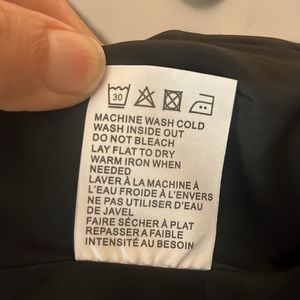 30
MACHINE WASH COLD
WASH INSIDE OUT
DO NOT BLEACH
LAY FLAT TO DRY
WARM IRON WHEN
NEEDED
LAVER À LA MACHINE À
L'EAU FROIDE À L'ENVERS
NE PAS UTILISER D'EAU
DE JAVEL
FAIRE SÉCHER À PLAT
REPASSER A FAIBLE
INTENSITÉ AU BESOIN